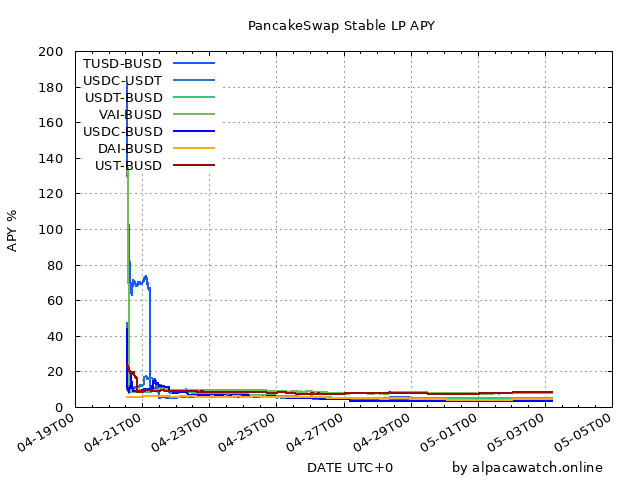 PancakeSwap Stable LP APY
200
180
160
140
120
100
80
60
40
20
0
APY %
TUSD-BUSD
USDC-USDT
USDT-BUSD
VAI-BUSD
USDC-BUSD
DAI-BUSD
UST-BUSD
04-19T00
04-21T00
04-23T00
04-25T00
04-27T00
04-29T00
05-01T00
05-03T00
05-05T00
DATE UTC+0
by alpacawatch.online